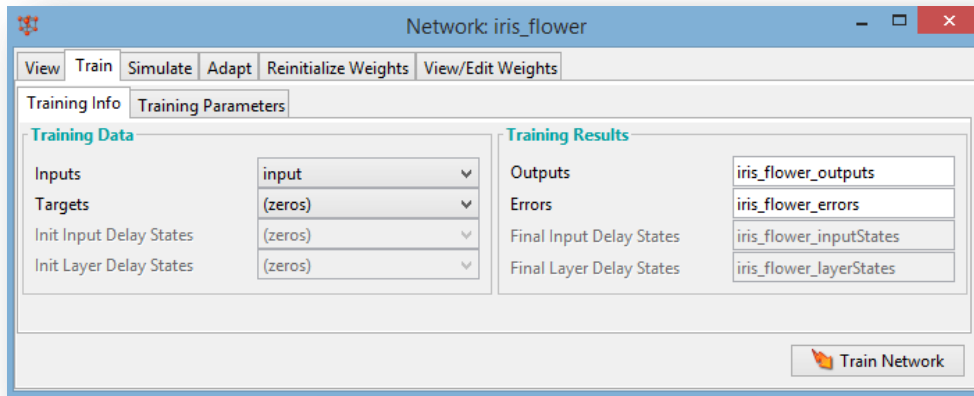 Network: iris_flower
View Train Simulate Adapt Reinitialize Weights View/Edit Weights
Training Info Training Parameters
Training Data
Inputs input
Targets (zeros)
Init Input Delay States (zeros)
Init Layer Delay States (zeros)
Training Results
Outputs iris_flower_outputs
Errors iris_flower_errors
Final Input Delay States iris_flower_inputStates
Final Layer Delay States iris_flower_layerStates
Train Network